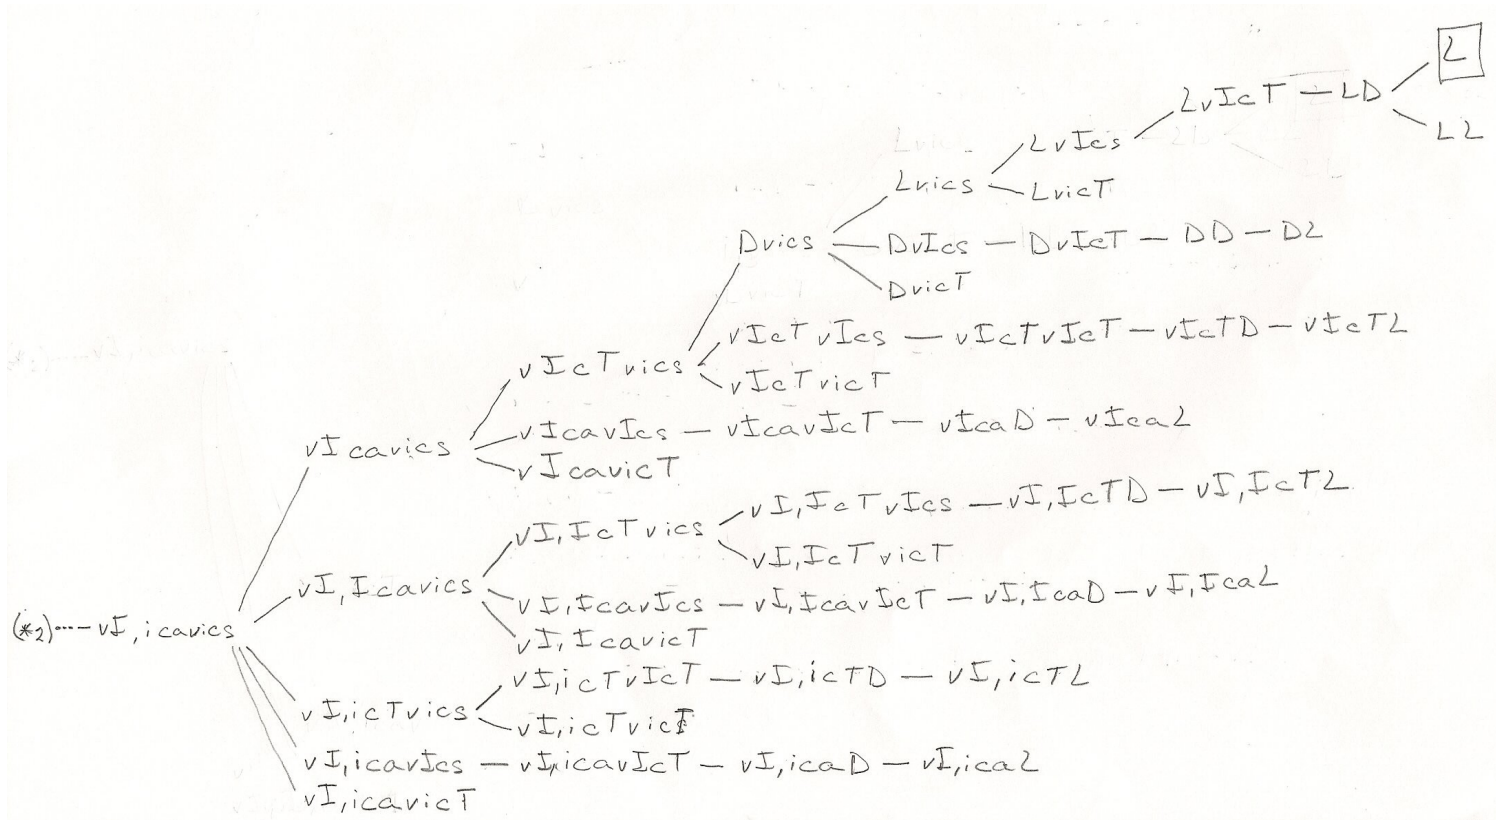 L
LvIcT — LD
LL
LvIcs
Lvics
LvicT
Dvics
DvIcs — DvIcT — DD — DL
DvicT
vIcTvIcs — vIcTvIcT — vIcTD — vIcTL
vIcTvics
vIcTvicT
vIcavIcs — vIcavIcT — vIcaD — vIcaL
vIcavics
vIcavicT
vI,IcTvIcs — vI,IcTD — vI,IcTL
vI,IcTvics
vI,IcTvicT
vI,Icavics
vI,IcavIcs — vI,IcavIcT — vI,IcaD — vI,IcaL
(*2)····— vI,icavics
vI,IcavicT
vI,icTvIcT — vI,icTD — vI,icTL
vI,icTvics
vI,icTvicT
vI,icavIcs — vI,icavIcT — vI,icaD — vI,icaL
vI,icavicT